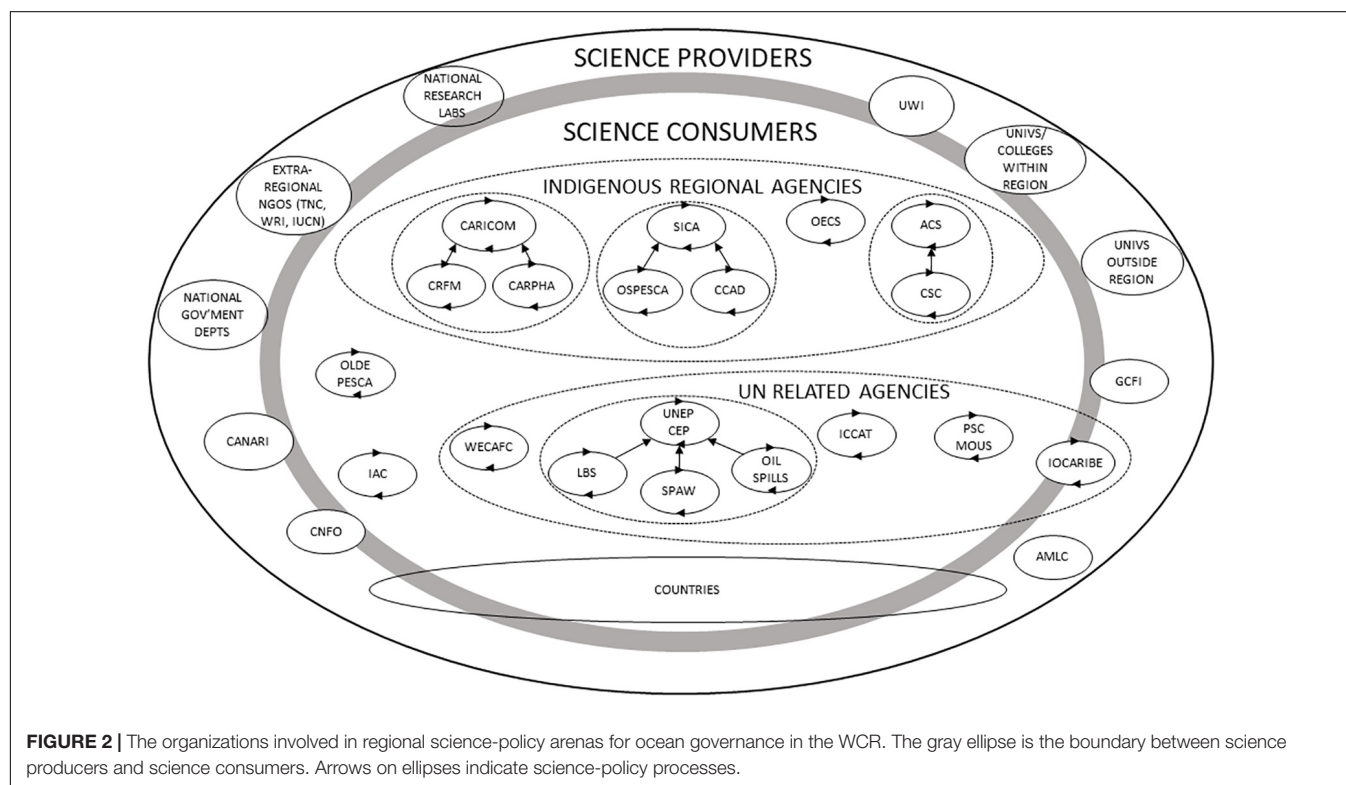 SCIENCE PROVIDERS
NATIONAL
RESEARCH
LABS
UWI
SCIENCE CONSUMERS
UNIVS/
COLLEGES
WITHIN
REGION
EXTRA-
REGIONAL
NGOS (TNC,
WRI, IUCN)
INDIGENOUS REGIONAL AGENCIES
CARICOM
CRFM
CARPHA
SICA
OSPESCA
CCAD
OECS
ACS
CSC
UNIVS
OUTSIDE
REGION
NATIONAL
GOV'MENT
DEPTS
OLDE
PESCA
GCFI
UN RELATED AGENCIES
CANARI
IAC
WECAFC
UNEP
CEP
LBS
SPAW
OIL
SPILLS
ICCAT
PSC
MOUS
IOCARIBE
CNFO
AMLC
COUNTRIES
FIGURE 2 | The organizations involved in regional science-policy arenas for ocean governance in the WCR. The gray ellipse is the boundary between science
producers and science consumers. Arrows on ellipses indicate science-policy processes.